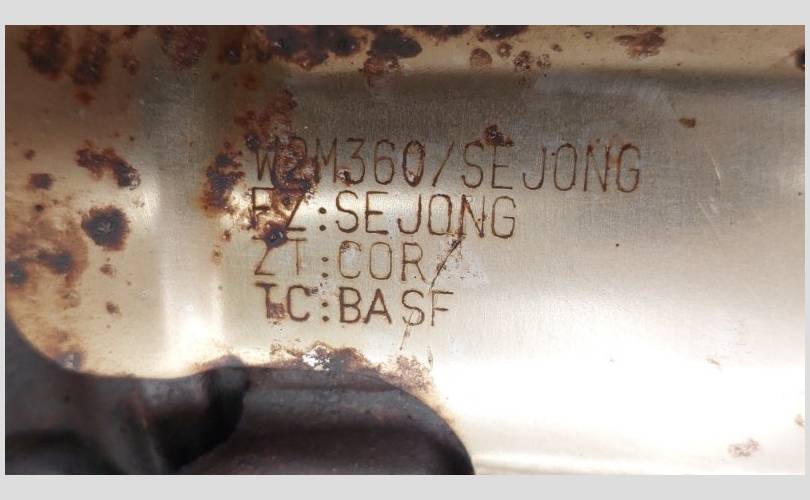 W2M360/SEJONG
FZ:SEJONG
ZT:COR/
TC:BASF